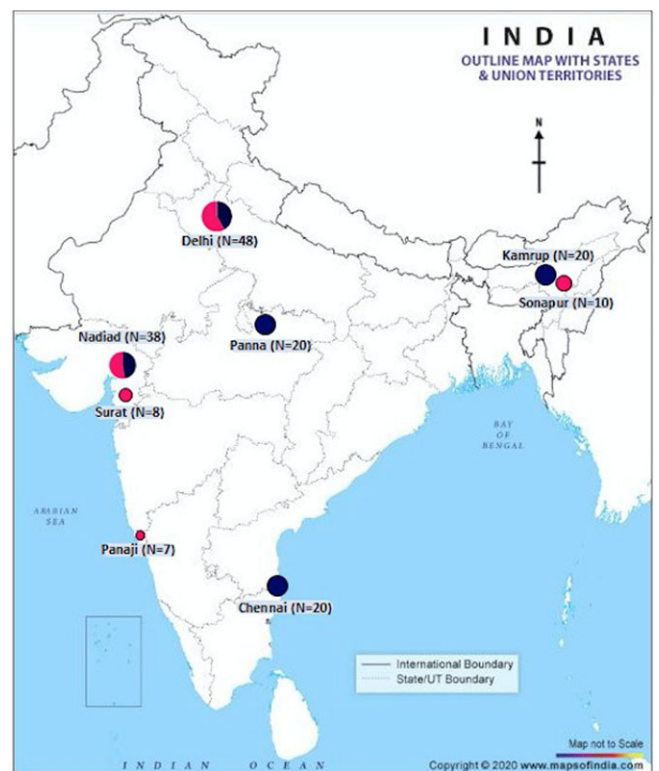 INDIA
OUTLINE MAP WITH STATES
& UNION TERRITORIES
N
Delhi (N=48)
Kamrup (N=20)
Sonapur (N=10)
Nadiad (N=38)
Panna (N=20)
Surat (N=8)
BAY
OF
BENGAL
ARABIAN
SEA
Panaji (N=7)
Chennai (N=20)
International Boundary
State/UT Boundary
Map not to Scale
INDIAN OCEAN
Copyright © 2020 www.mapsofindia.com